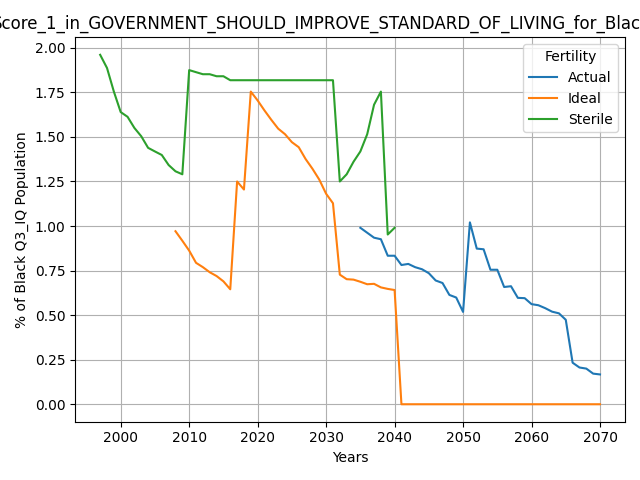 Score_1_in_GOVERNMENT_SHOULD_IMPROVE_STANDARD_OF_LIVING_for_Black
Fertility
Actual
Ideal
Sterile
% of Black Q3_IQ Population
2.00
1.75
1.50
1.25
1.00
0.75
0.50
0.25
0.00
2000 2010 2020 2030 2040 2050 2060 2070
Years